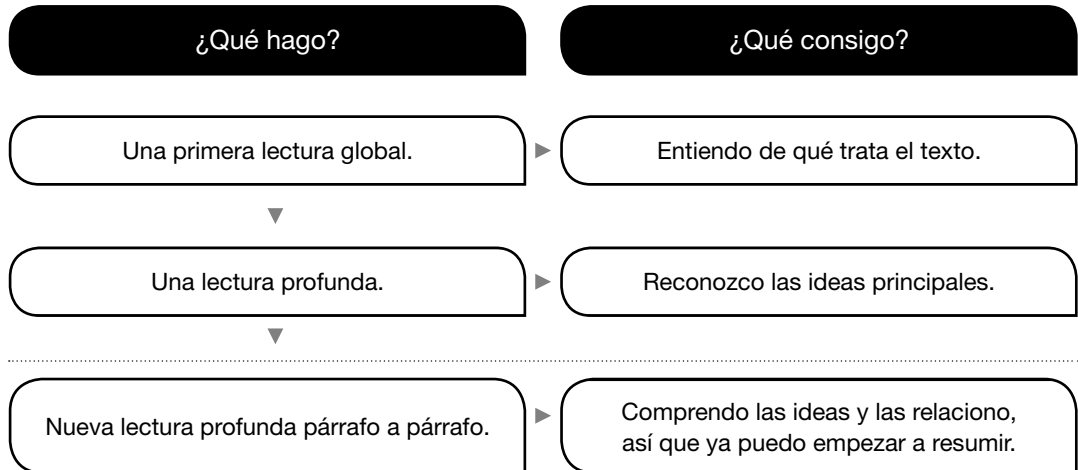 ¿Qué hago?
¿Qué consigo?
Una primera lectura global.
Entiendo de qué trata el texto.
Una lectura profunda.
Reconozco las ideas principales.
Nueva lectura profunda párrafo a párrafo.
Comprendo las ideas y las relaciono,
así que ya puedo empezar a resumir.